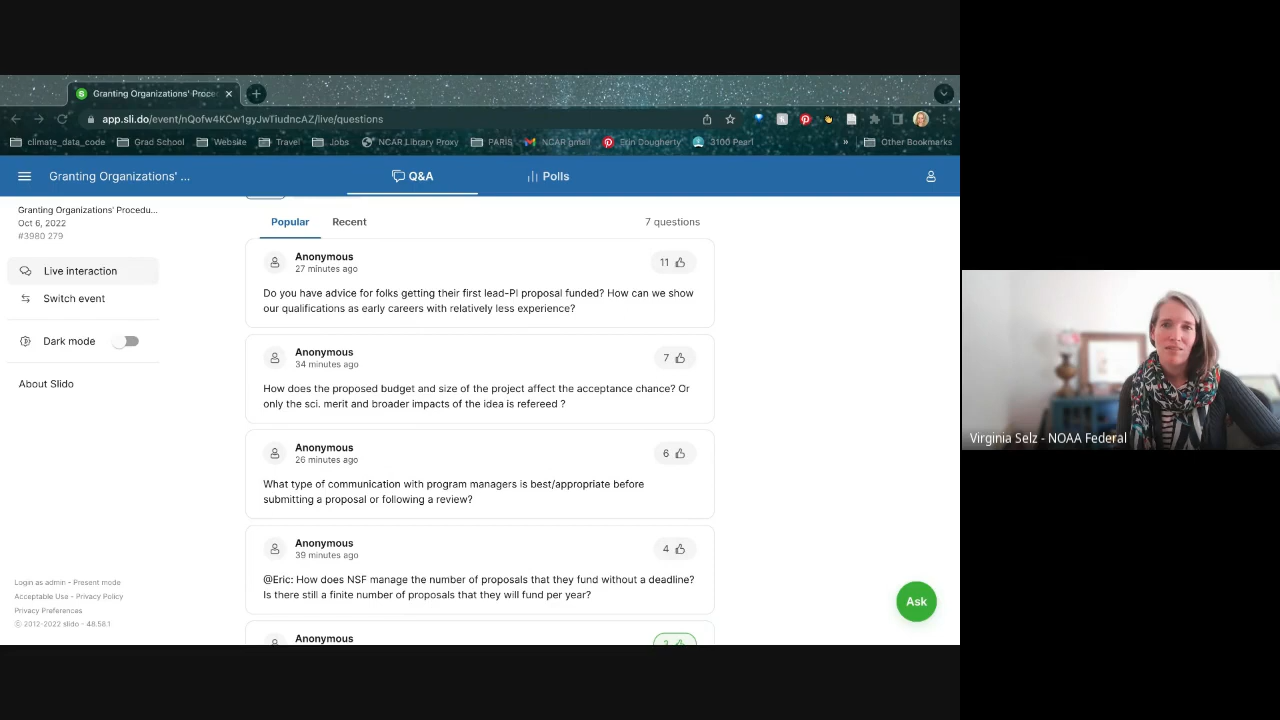 Granting Organizations' Proce
app.sli.do/event/nQofw4KCw1gyJwTiudncAZ/live/questions
climate_data_code
Grad School
Website
Travel
Jobs
NCAR Library Proxy
PARIS
NCAR gmail
Erin Dougherty
3100 Pearl
»
Other Bookmarks
Granting Organizations' ...
Q&A
Polls
Granting Organizations' Procedu...
Oct 6, 2022
#3980 279
Live interaction
Switch event
Dark mode
About Slido
Login as admin - Present mode
Acceptable Use - Privacy Policy
Privacy Preferences
© 2012-2022 slido - 48.58.1
Popular
Recent
7 questions
Anonymous
27 minutes ago
11
Do you have advice for folks getting their first lead-PI proposal funded? How can we show
our qualifications as early careers with relatively less experience?
Anonymous
34 minutes ago
7
How does the proposed budget and size of the project affect the acceptance chance? Or
only the sci. merit and broader impacts of the idea is refereed ?
Anonymous
26 minutes ago
6
What type of communication with program managers is best/appropriate before
submitting a proposal or following a review?
Anonymous
39 minutes ago
4
@Eric: How does NSF manage the number of proposals that they fund without a deadline?
Is there still a finite number of proposals that they will fund per year?
Anonymous
Ask
Virginia Selz - NOAA Federal